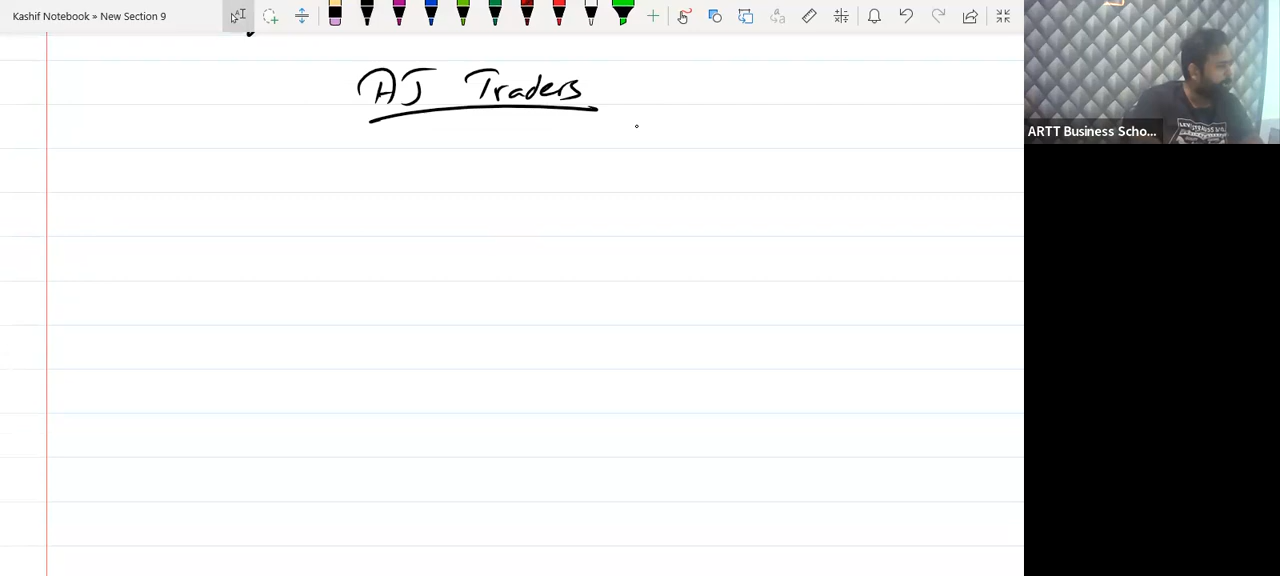 Kashif Notebook » New Section 9
AJ Traders
ARTT Business Scho...